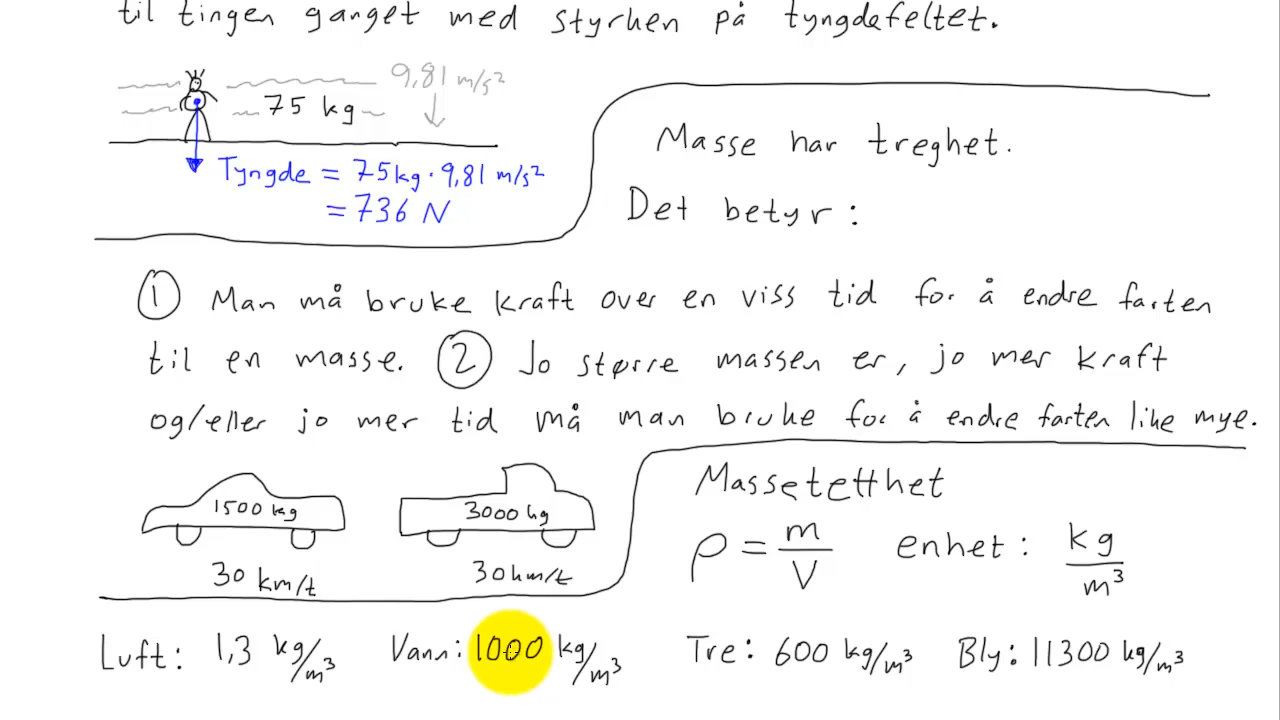 til tingen ganget med styrken på tyngdefeltet.
9,81 m/s²
75 kg
Tyngde = 75kg · 9,81 m/s²
= 736 N
Masse har treghet.
Det betyr:
① Man må bruke kraft over en viss tid for å endre farten
til en masse. ② Jo større massen er, jo mer kraft
og/eller jo mer tid må man bruke for å endre farten like mye.
1500 kg
3000 kg
30 km/t
30 km/t
Massetetthet
ρ = m/V enhet: kg/m³
Luft: 1,3 kg/m³ Vann: 1000 kg/m³ Tre: 600 kg/m³ Bly: 11300 kg/m³